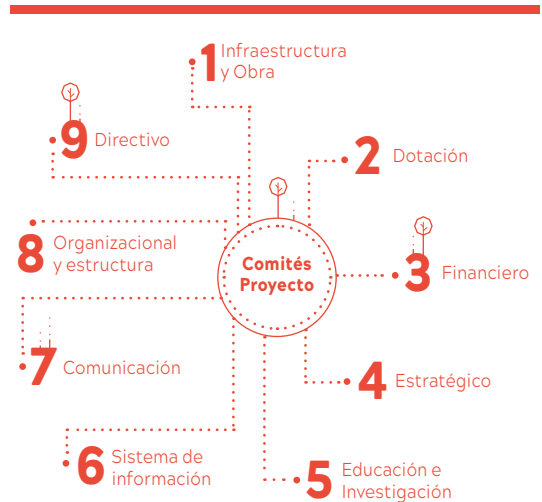 1 Infraestructura
y Obra
2 Dotación
3 Financiero
4 Estratégico
5 Educación e
Investigación
6 Sistema de
información
7 Comunicación
8 Organizacional
y estructura
9 Directivo
Comités
Proyecto